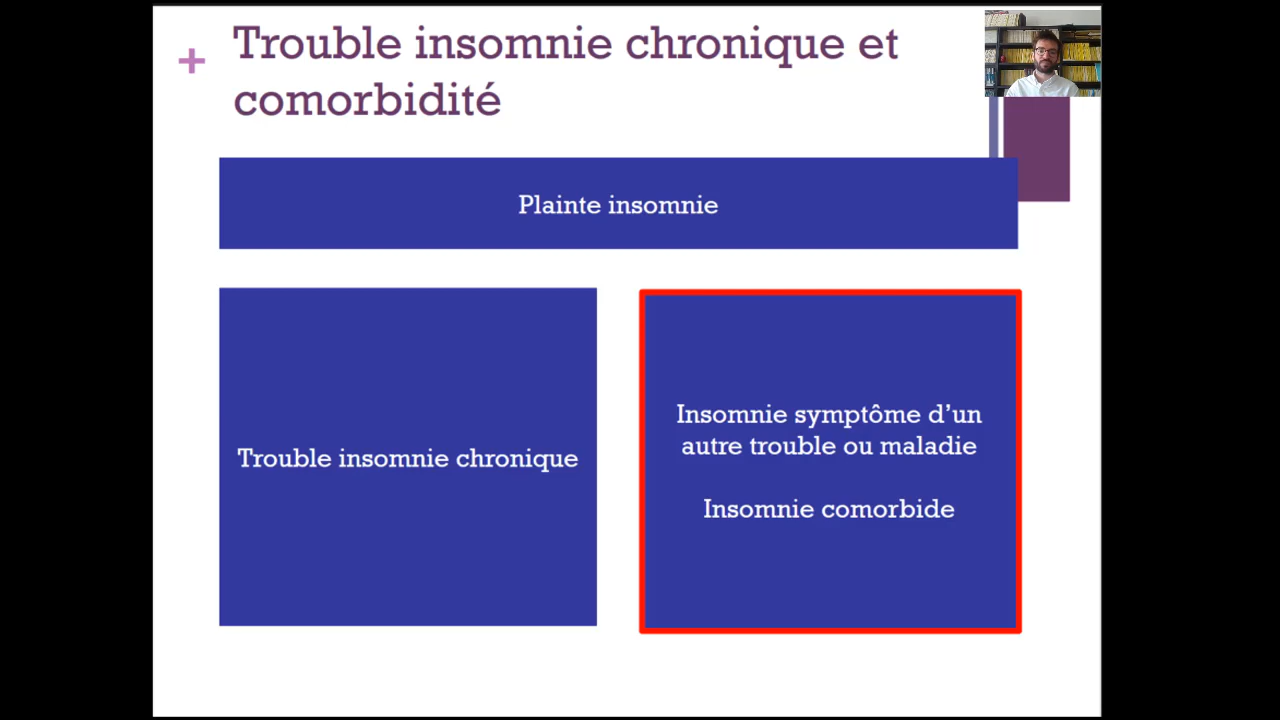 + Trouble insomnie chronique et
comorbidité
Plainte insomnie
Trouble insomnie chronique
Insomnie symptôme d’un
autre trouble ou maladie
Insomnie comorbide